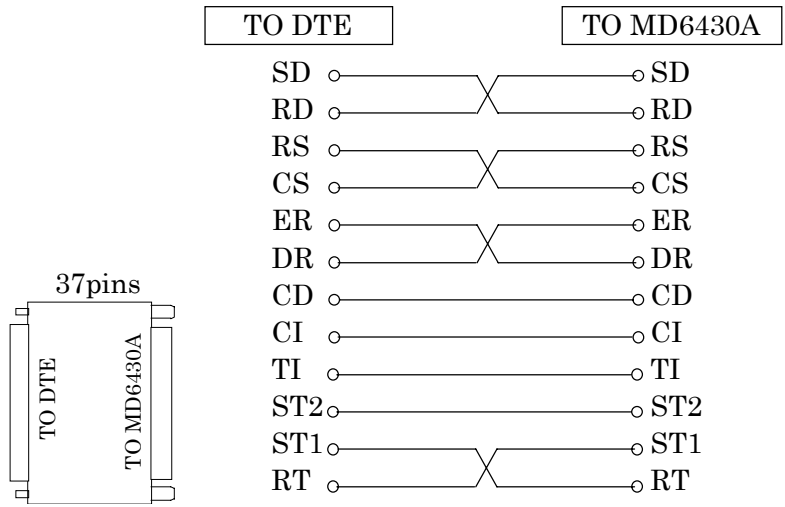 TO DTE TO MD6430A
SD SD
RD RD
RS RS
CS CS
ER ER
DR DR
CD CD
CI CI
TI TI
ST2 ST2
ST1 ST1
RT RT
37pins
TO DTE
TO MD6430A